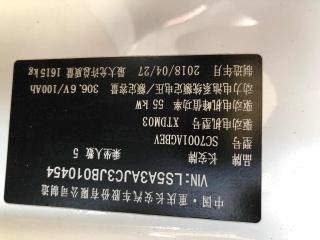 中国·重庆长安汽车股份有限公司制造
VIN:LS5A3AJC3JB010454
品牌 长安牌 乘坐人数 5
型号 SC7001AGBEV
驱动电机型号 XTDM03
驱动电机峰值功率 55 kW
动力电池系统额定电压/额定容量 306.6V/100Ah
制造年月 2018/04/27 最大允许总质量 1615kg